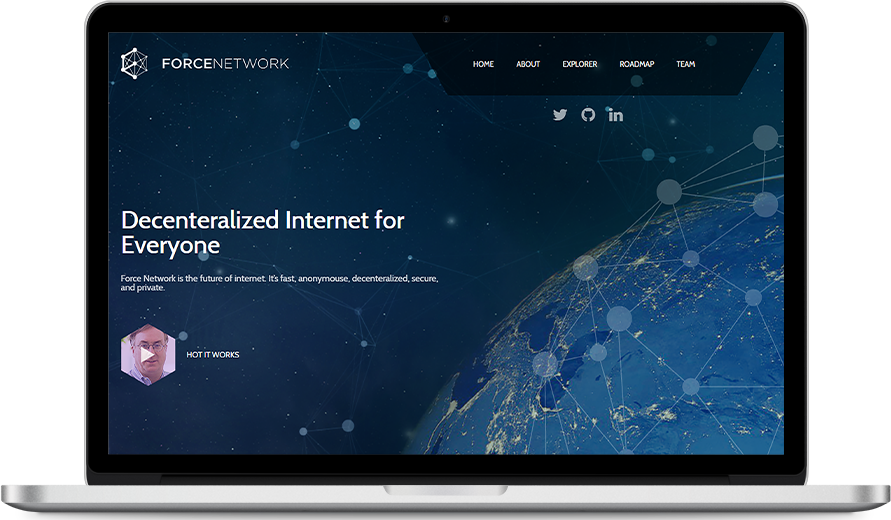 FORCENETWORK
HOME ABOUT EXPLORER ROADMAP TEAM
Decenteralized Internet for
Everyone
Force Network is the future of internet. It's fast, anonymouse, decenteralized, secure,
and private.
HOT IT WORKS